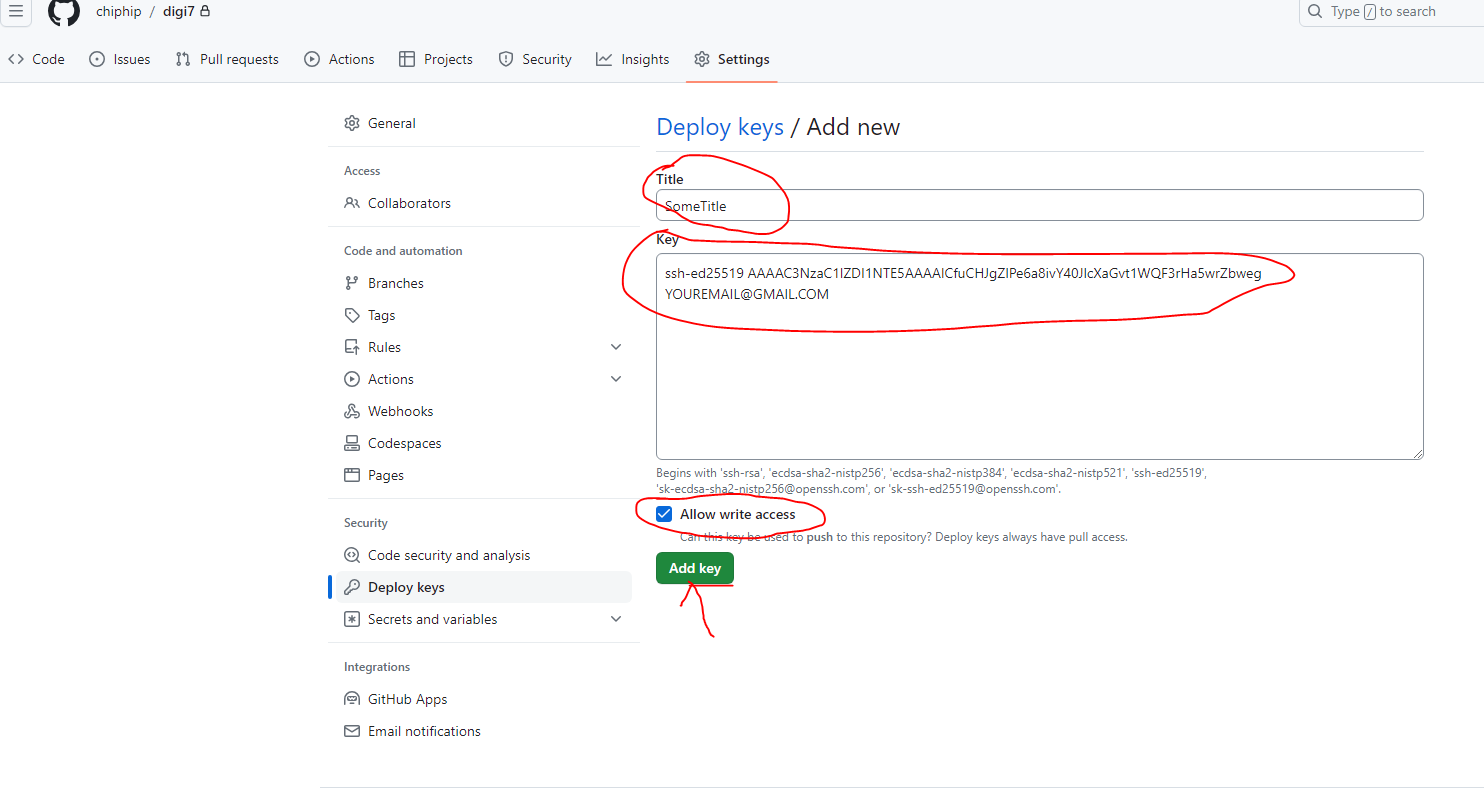 chiphip / digi7
Type / to search
Code Issues Pull requests Actions Projects Security Insights Settings
General
Access
Collaborators
Code and automation
Branches
Tags
Rules
Actions
Webhooks
Codespaces
Pages
Security
Code security and analysis
Deploy keys
Secrets and variables
Integrations
GitHub Apps
Email notifications
Deploy keys / Add new
Title
SomeTitle
Key
ssh-ed25519 AAAAC3NzaC1lZDI1NTE5AAAAICfuCHJgZIPe6a8ivY40JlcXaGvt1WQF3rHa5wrZbweg
YOUREMAIL@GMAIL.COM
Begins with 'ssh-rsa', 'ecdsa-sha2-nistp256', 'ecdsa-sha2-nistp384', 'ecdsa-sha2-nistp521', 'ssh-ed25519',
'sk-ecdsa-sha2-nistp256@openssh.com', or 'sk-ssh-ed25519@openssh.com'.
Allow write access
Can this key be used to push to this repository? Deploy keys always have pull access.
Add key